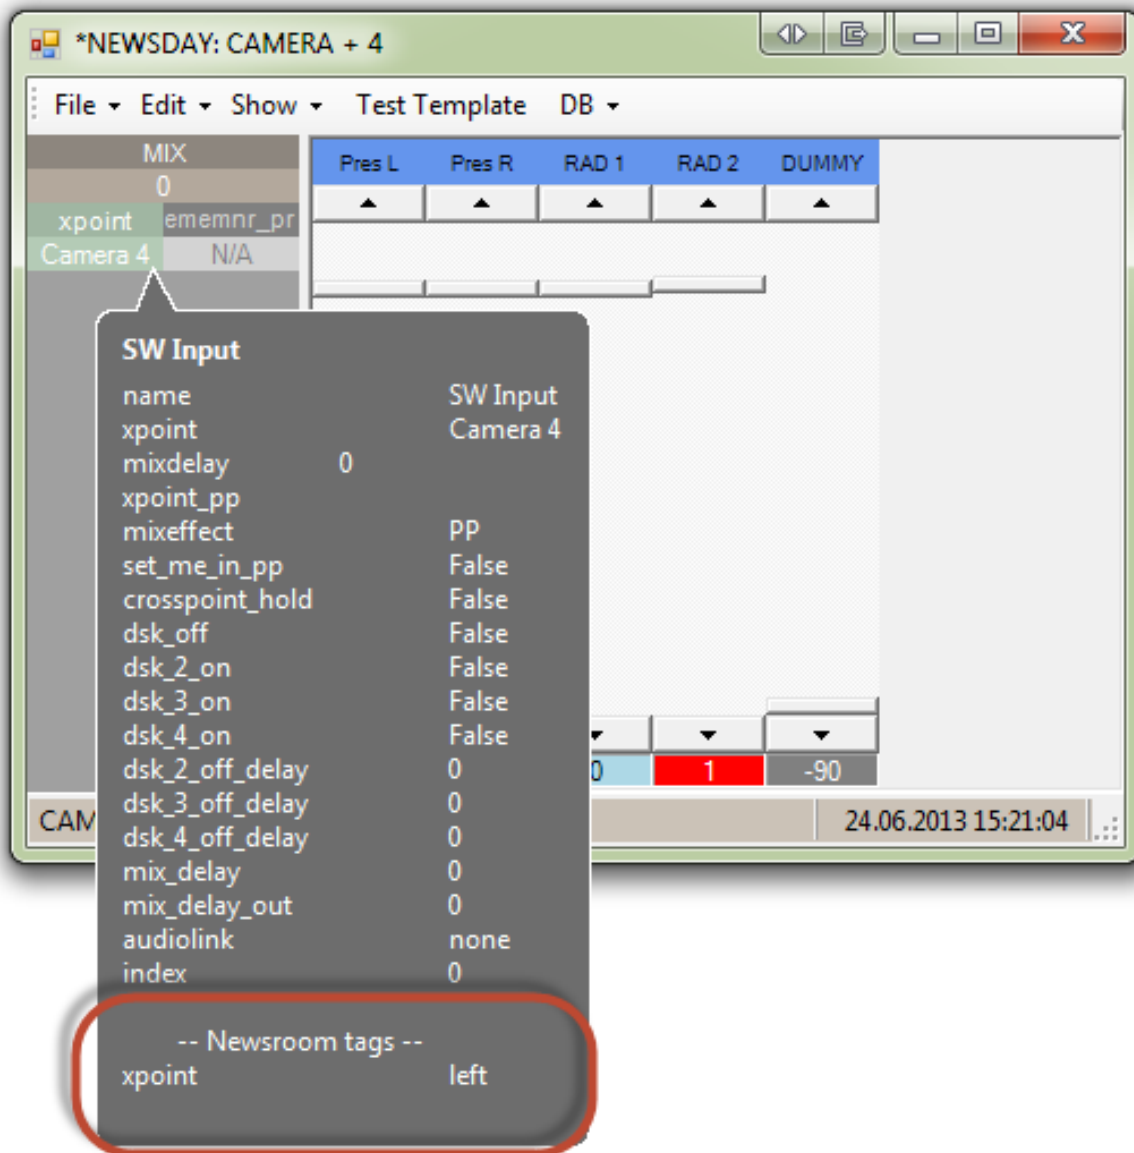 *NEWSDAY: CAMERA + 4
File Edit Show Test Template DB
MIX
0
xpoint ememnr_pr
Camera 4 N/A
Pres L Pres R RAD 1 RAD 2 DUMMY
SW Input
name SW Input
xpoint Camera 4
mixdelay 0
xpoint_pp
mixeffect PP
set_me_in_pp False
crosspoint_hold False
dsk_off False
dsk_2_on False
dsk_3_on False
dsk_4_on False
dsk_2_off_delay 0
dsk_3_off_delay 0
dsk_4_off_delay 0
mix_delay 0
mix_delay_out 0
audiolink none
index 0
-- Newsroom tags --
xpoint left
0 1 -90
CAM 24.06.2013 15:21:04